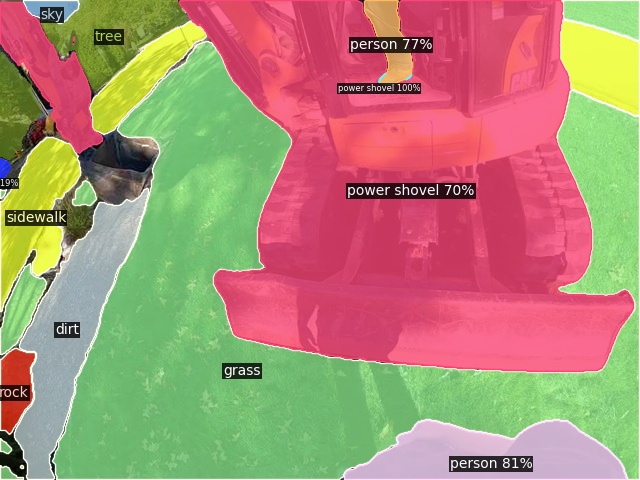 sky
tree
person 77%
power shovel 100%
19%
power shovel 70%
sidewalk
dirt
grass
rock
person 81%